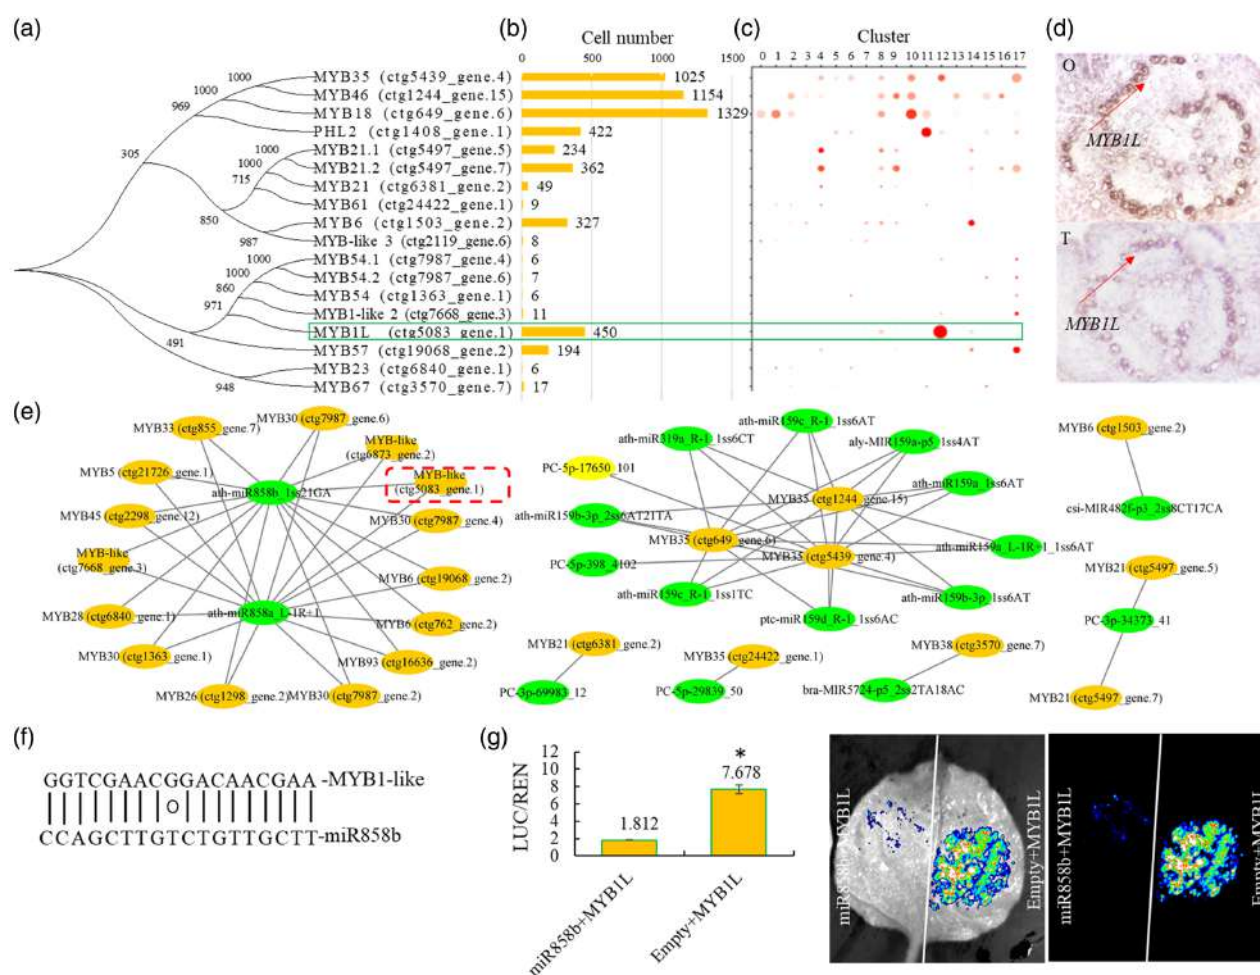 (a)
(b)
(c)
(d)
Cell number
Cluster
0 500 1000 1500
0 1 2 3 4 5 6 7 8 9 10 11 12 13 14 15 16 17
MYB35 (ctg5439_gene.4) 1025
MYB46 (ctg1244_gene.15) 1154
MYB18 (ctg649_gene.6) 1329
PHL2 (ctg1408_gene.1) 422
MYB21.1 (ctg5497_gene.5) 234
MYB21.2 (ctg5497_gene.7) 362
MYB21 (ctg6381_gene.2) 49
MYB61 (ctg24422_gene.1) 9
MYB6 (ctg1503_gene.2) 327
MYB-like 3 (ctg2119_gene.6) 8
MYB54.1 (ctg7987_gene.4) 6
MYB54.2 (ctg7987_gene.6) 7
MYB54 (ctg1363_gene.1) 6
MYB1-like 2 (ctg7668_gene.3) 11
MYB1L (ctg5083_gene.1) 450
MYB57 (ctg19068_gene.2) 194
MYB23 (ctg6840_gene.1) 6
MYB67 (ctg3570_gene.7) 17
1000
1000
969
305
1000
1000
715
850
987
1000
1000
860
971
491
948
O
MYB1L
T
MYB1L
(e)
MYB33 (ctg855_gene.7)
MYB30 (ctg7987_gene.6)
MYB-like
(ctg6873_gene.2)
MYB5 (ctg21726_gene.1)
MYB-like
(ctg5083_gene.1)
ath-miR858b_1ss21GA
MYB45 (ctg2298_gene.12)
MYB30 (ctg7987_gene.4)
MYB-like
(ctg7668_gene.3)
MYB6 (ctg19068_gene.2)
MYB28 (ctg6840_gene.1)
ath-miR858a_L-1R+1
MYB6 (ctg762_gene.2)
MYB30 (ctg1363_gene.1)
MYB93 (ctg16636_gene.2)
MYB26 (ctg1298_gene.2)
MYB30 (ctg7987_gene.2)
ath-miR159c_R-1_1ss6AT
ath-miR319a_R-1_1ss6CT
aly-MIR159a-p5_1ss4AT
PC-5p-17650_101
ath-miR159a_1ss6AT
MYB35 (ctg1244_gene.15)
ath-miR159b-3p_2ss6AT21TA
MYB35 (ctg649_gene.6)
ath-miR159a_L-1R+1_1ss6AT
MYB35 (ctg5439_gene.4)
PC-5p-398_4102
ath-miR159c_R-1_1ss1TC
ath-miR159b-3p_1ss6AT
ptc-miR159d_R-1_1ss6AC
MYB21 (ctg6381_gene.2)
PC-3p-69983_12
MYB35 (ctg24422_gene.1)
PC-5p-29839_50
MYB38 (ctg3570_gene.7)
bra-MIR5724-p5_2ss2TA18AC
MYB6 (ctg1503_gene.2)
csi-MIR482f-p3_2ss8CT17CA
MYB21 (ctg5497_gene.5)
PC-3p-34373_41
MYB21 (ctg5497_gene.7)
(f)
GGTCGAACGGACAACGAA -MYB1-like
O
CCAGCTTGTCTGTTGCTT-miR858b
(g)
LUC/REN
12
10
8
6
4
2
0
1.812
*
7.678
miR858b+MYB1L
Empty+MYB1L
miR858b+MYB1L
Empty+MYB1L
miR858b+MYB1L
Empty+MYB1L